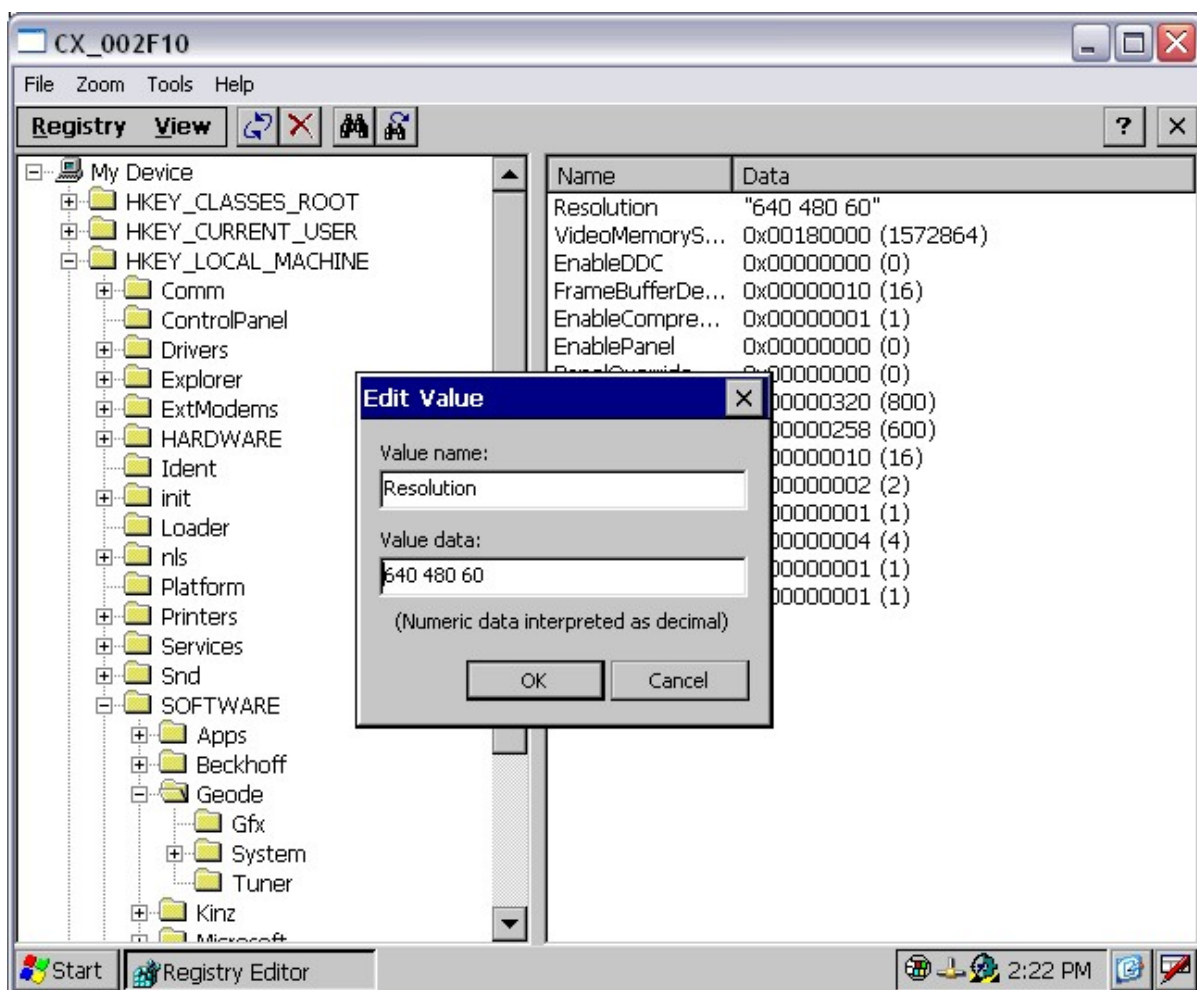 CX_002F10
File Zoom Tools Help
Registry View ? ×
My Device
HKEY_CLASSES_ROOT
HKEY_CURRENT_USER
HKEY_LOCAL_MACHINE
Comm
ControlPanel
Drivers
Explorer
ExtModems
HARDWARE
Ident
init
Loader
nls
Platform
Printers
Services
Snd
SOFTWARE
Apps
Beckhoff
Geode
Gfx
System
Tuner
Kinz
Microsoft
Name Data
Resolution "640 480 60"
VideoMemoryS... 0x00180000 (1572864)
EnableDDC 0x00000000 (0)
FrameBufferDe... 0x00000010 (16)
EnableCompre... 0x00000001 (1)
EnablePanel 0x00000000 (0)
PanelOverride 0x00000000 (0)
00000320 (800)
00000258 (600)
00000010 (16)
00000002 (2)
00000001 (1)
00000004 (4)
00000001 (1)
00000001 (1)
Edit Value
Value name:
Resolution
Value data:
640 480 60
(Numeric data interpreted as decimal)
OK Cancel
Start Registry Editor 2:22 PM